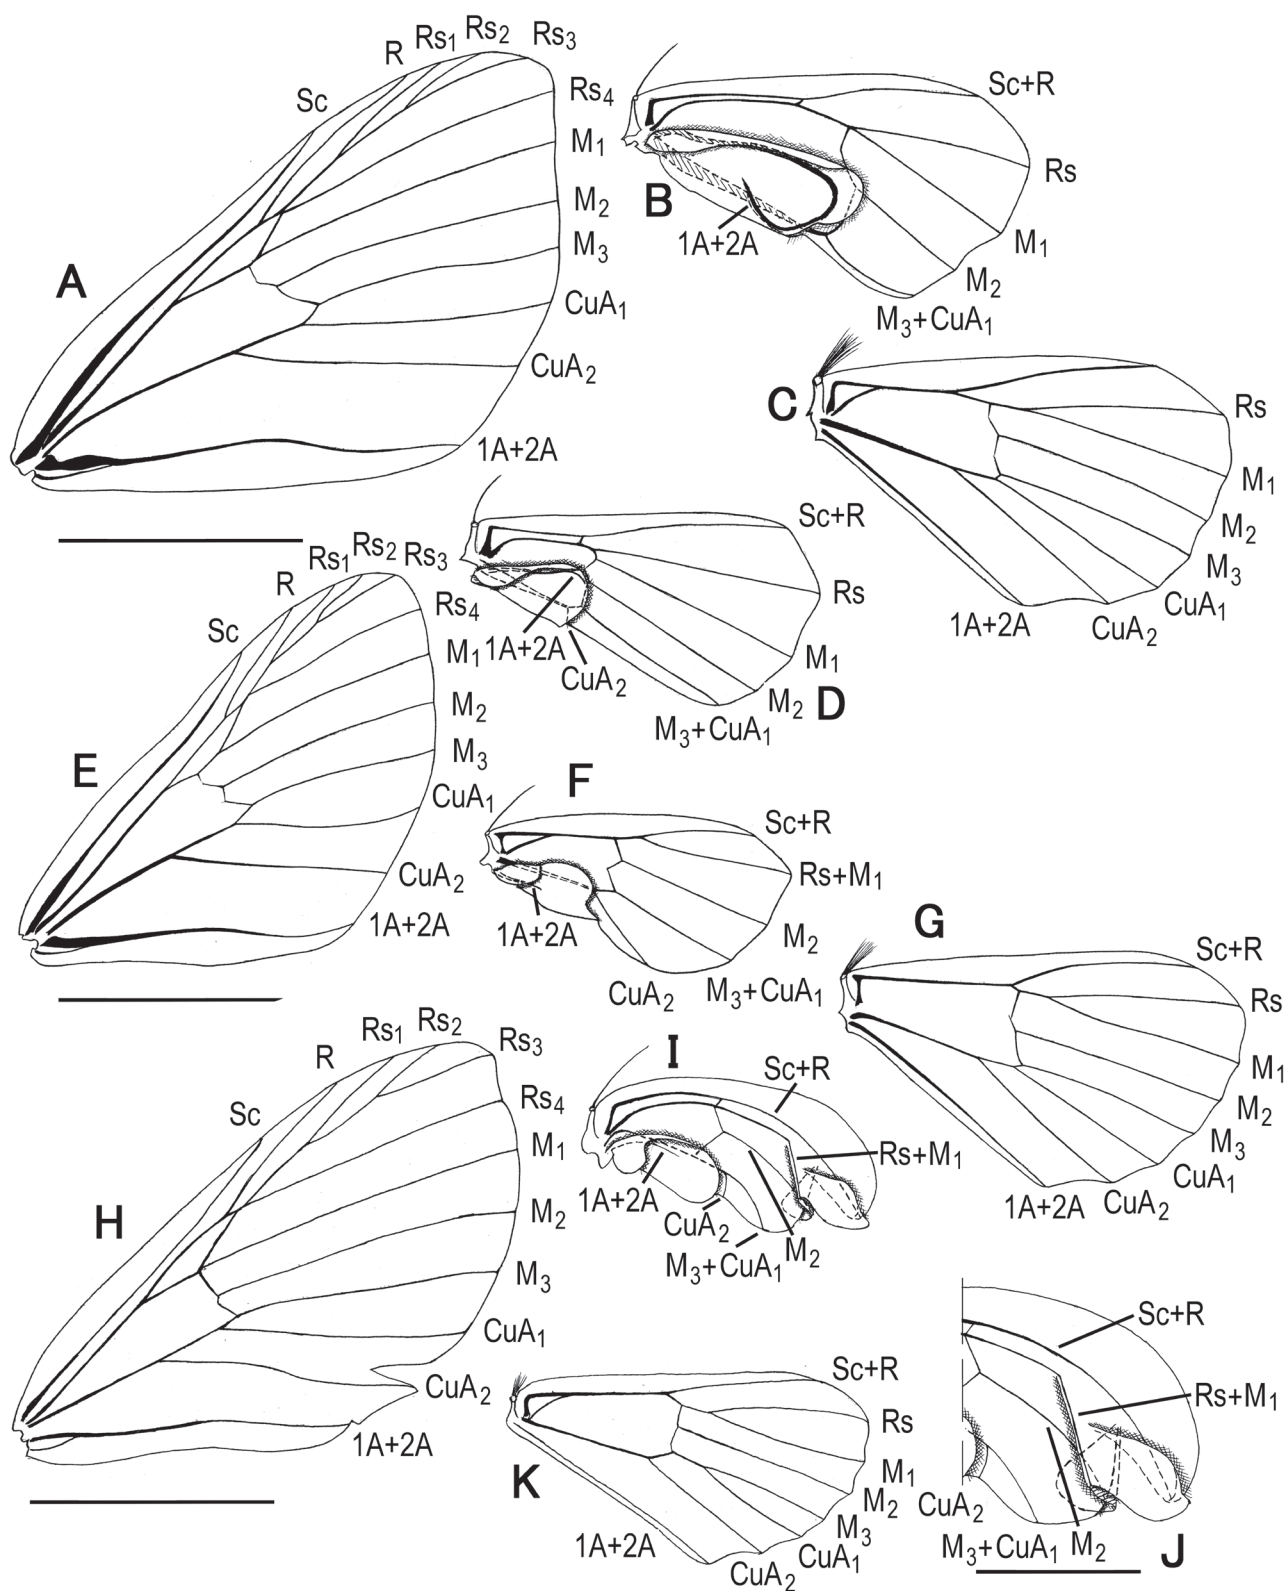 A
Sc
R
Rs1
Rs2
Rs3
Rs4
M1
M2
M3
CuA1
CuA2
1A+2A
B
Sc+R
Rs
M1
M2
M3+CuA1
1A+2A
C
Rs
M1
M2
M3
CuA1
CuA2
1A+2A
D
Sc+R
Rs
M1
M2
M3+CuA1
CuA2
1A+2A
E
Sc
R
Rs1
Rs2
Rs3
Rs4
M1
M2
M3
CuA1
CuA2
1A+2A
F
Sc+R
Rs+M1
M2
M3+CuA1
CuA2
1A+2A
G
Sc+R
Rs
M1
M2
M3
CuA1
CuA2
1A+2A
H
Sc
R
Rs1
Rs2
Rs3
Rs4
M1
M2
M3
CuA1
CuA2
1A+2A
I
Sc+R
Rs+M1
M2
M3+CuA1
CuA2
1A+2A
J
Sc+R
Rs+M1
M2
M3+CuA1
CuA2
K
Sc+R
Rs
M1
M2
M3
CuA1
CuA2
1A+2A